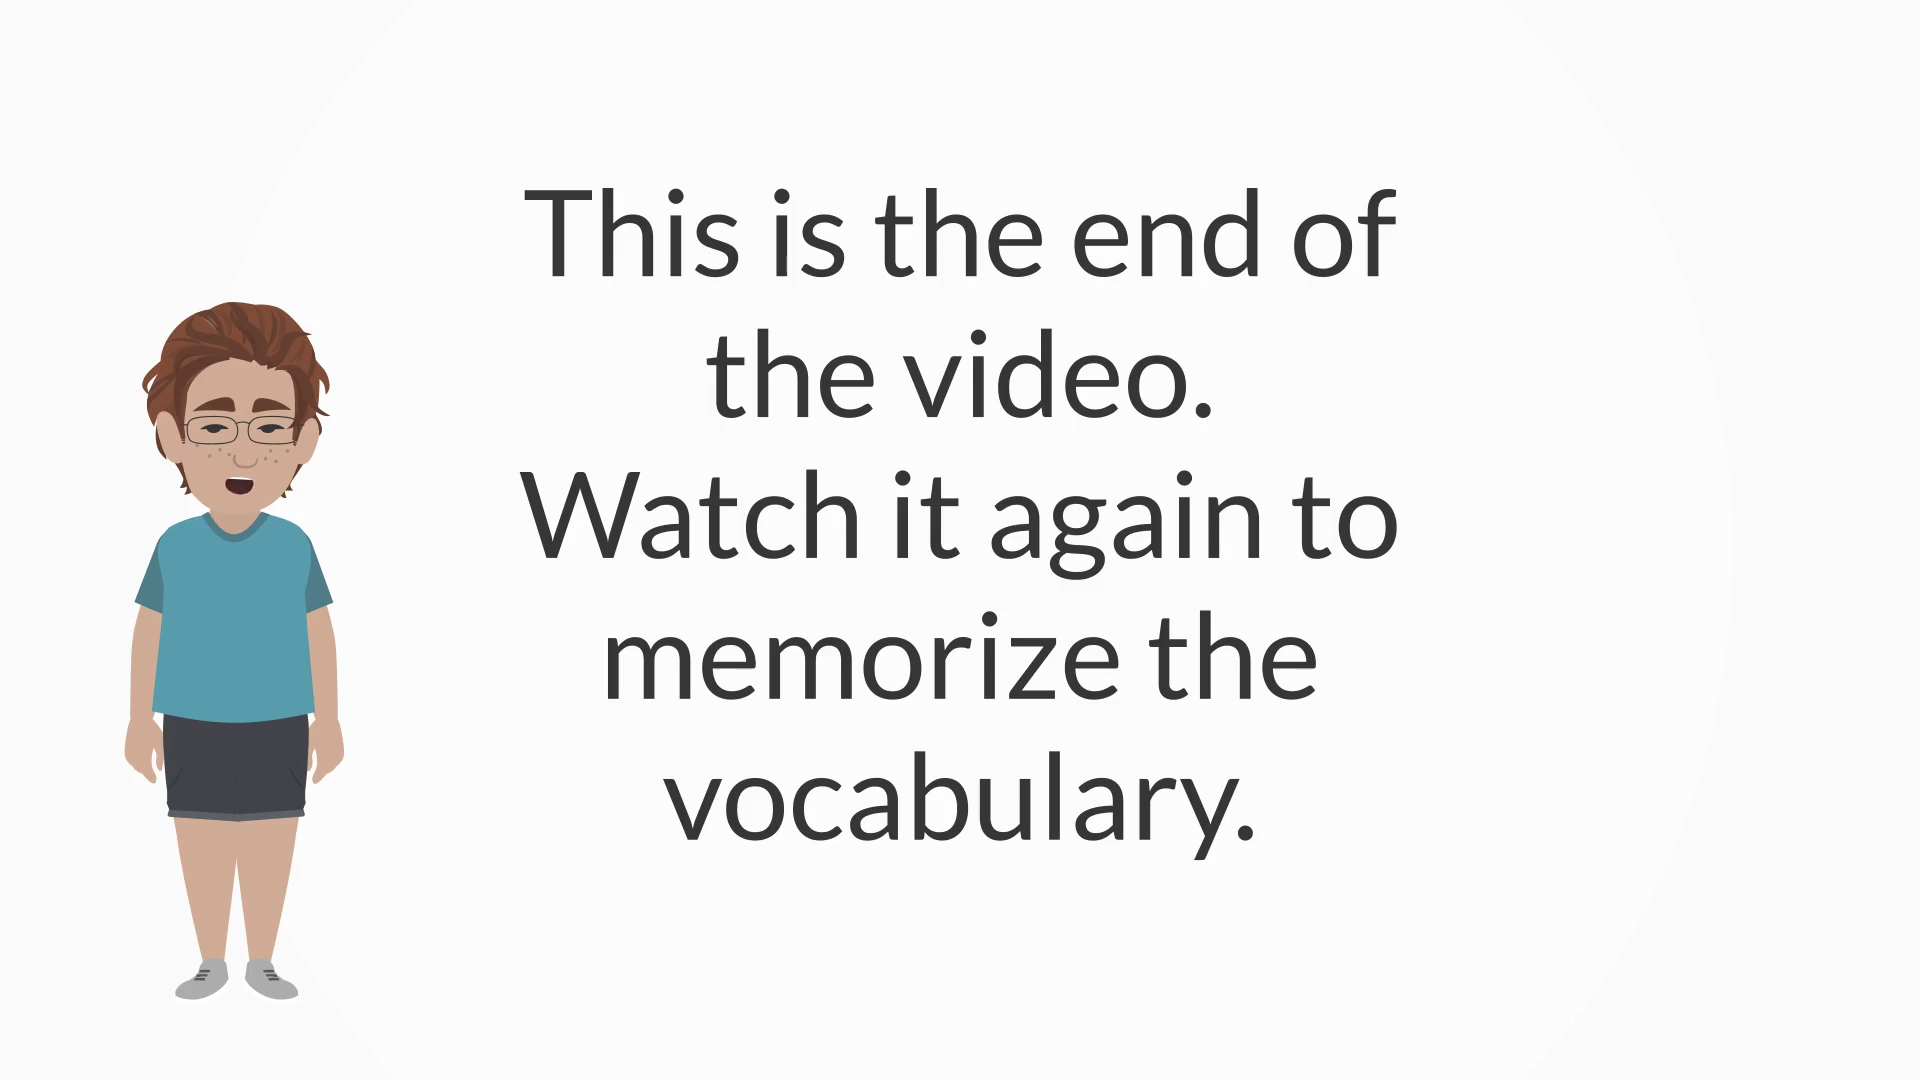 This is the end of
the video.
Watch it again to
memorize the
vocabulary.